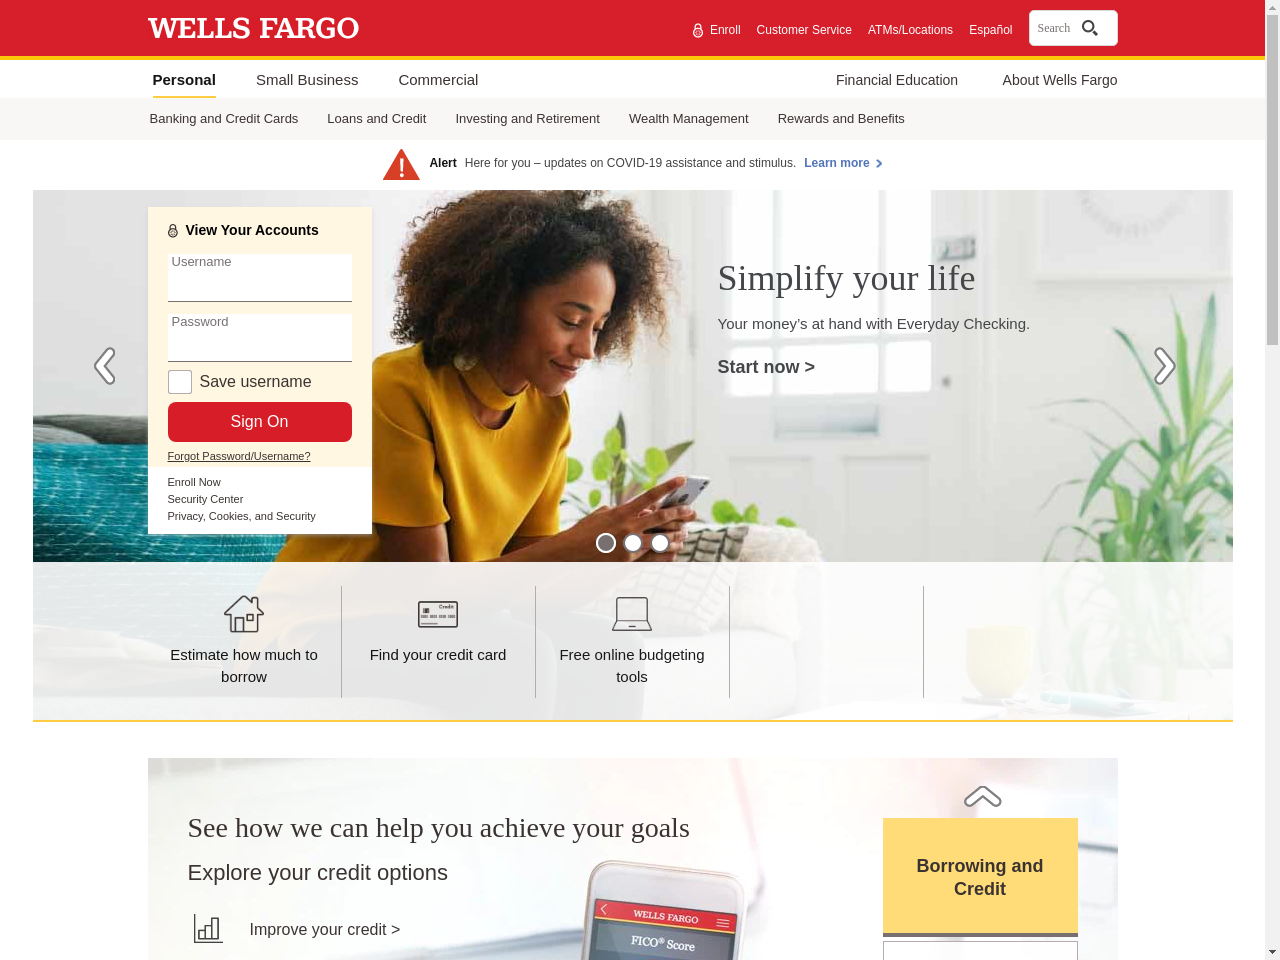 WELLS FARGO
Enroll
Customer Service
ATMs/Locations
Español
Search
Personal
Small Business
Commercial
Financial Education
About Wells Fargo
Banking and Credit Cards
Loans and Credit
Investing and Retirement
Wealth Management
Rewards and Benefits
Alert Here for you – updates on COVID-19 assistance and stimulus. Learn more
View Your Accounts
Username
Password
Save username
Sign On
Forgot Password/Username?
Enroll Now
Security Center
Privacy, Cookies, and Security
Simplify your life
Your money’s at hand with Everyday Checking.
Start now >
Credit
Estimate how much to
borrow
Find your credit card
Free online budgeting
tools
See how we can help you achieve your goals
Explore your credit options
Improve your credit >
WELLS FARGO
FICO® Score
Borrowing and
Credit